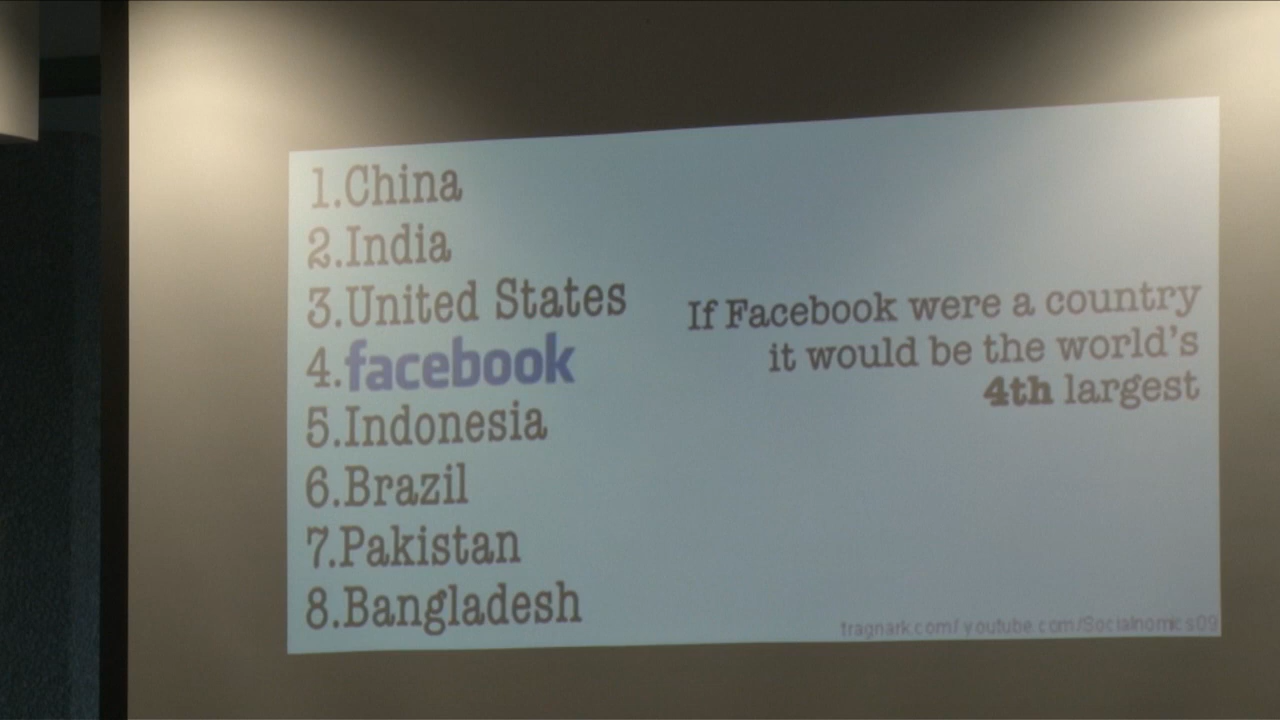 1.China
2.India
3.United States
4.facebook
5.Indonesia
6.Brazil
7.Pakistan
8.Bangladesh
If Facebook were a country
it would be the world's
4th largest
tragnark.com/ youtube.com/Socialnomics09